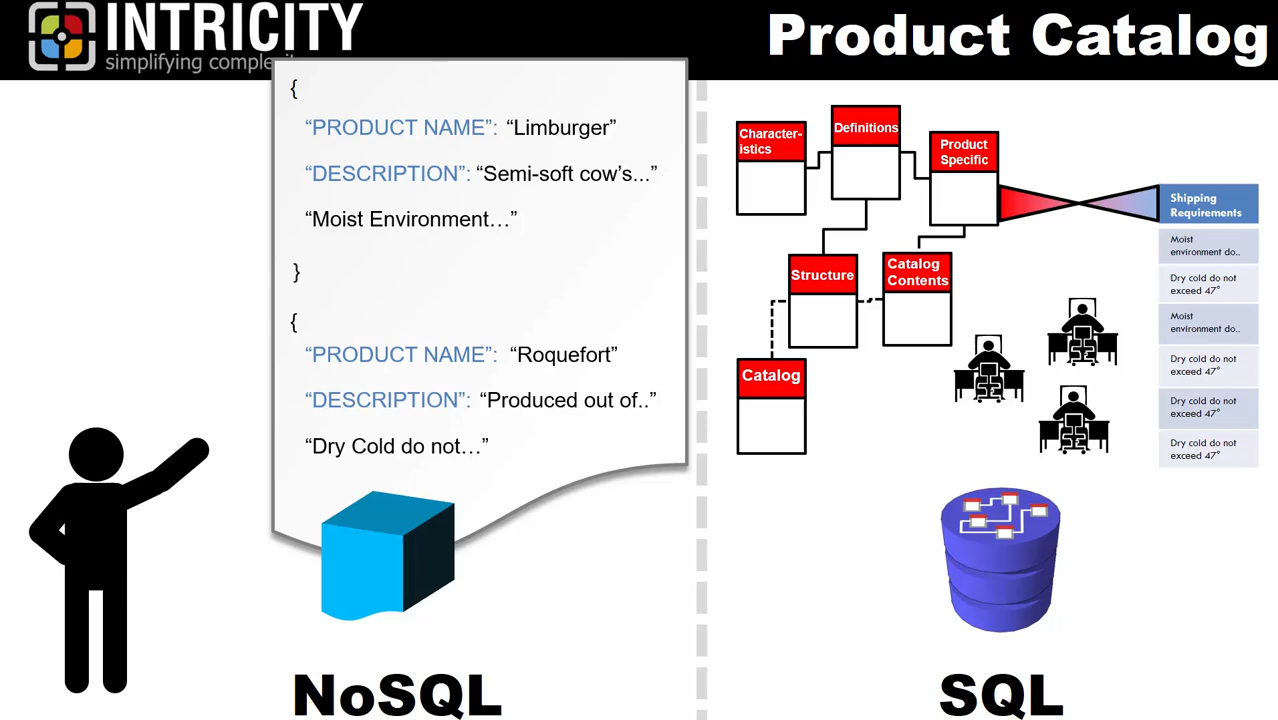 INTRICITY
simplifying comple
Product Catalog
{
“PRODUCT NAME”: “Limburger”
“DESCRIPTION”: “Semi-soft cow’s...”
“Moist Environment…”
}
{
“PRODUCT NAME”: “Roquefort”
“DESCRIPTION”: “Produced out of..”
“Dry Cold do not…”
NoSQL
Character-
istics
Definitions
Product
Specific
Structure
Catalog
Contents
Catalog
Shipping
Requirements
Moist
environment do..
Dry cold do not
exceed 47°
Moist
environment do..
Dry cold do not
exceed 47°
Dry cold do not
exceed 47°
Dry cold do not
exceed 47°
SQL